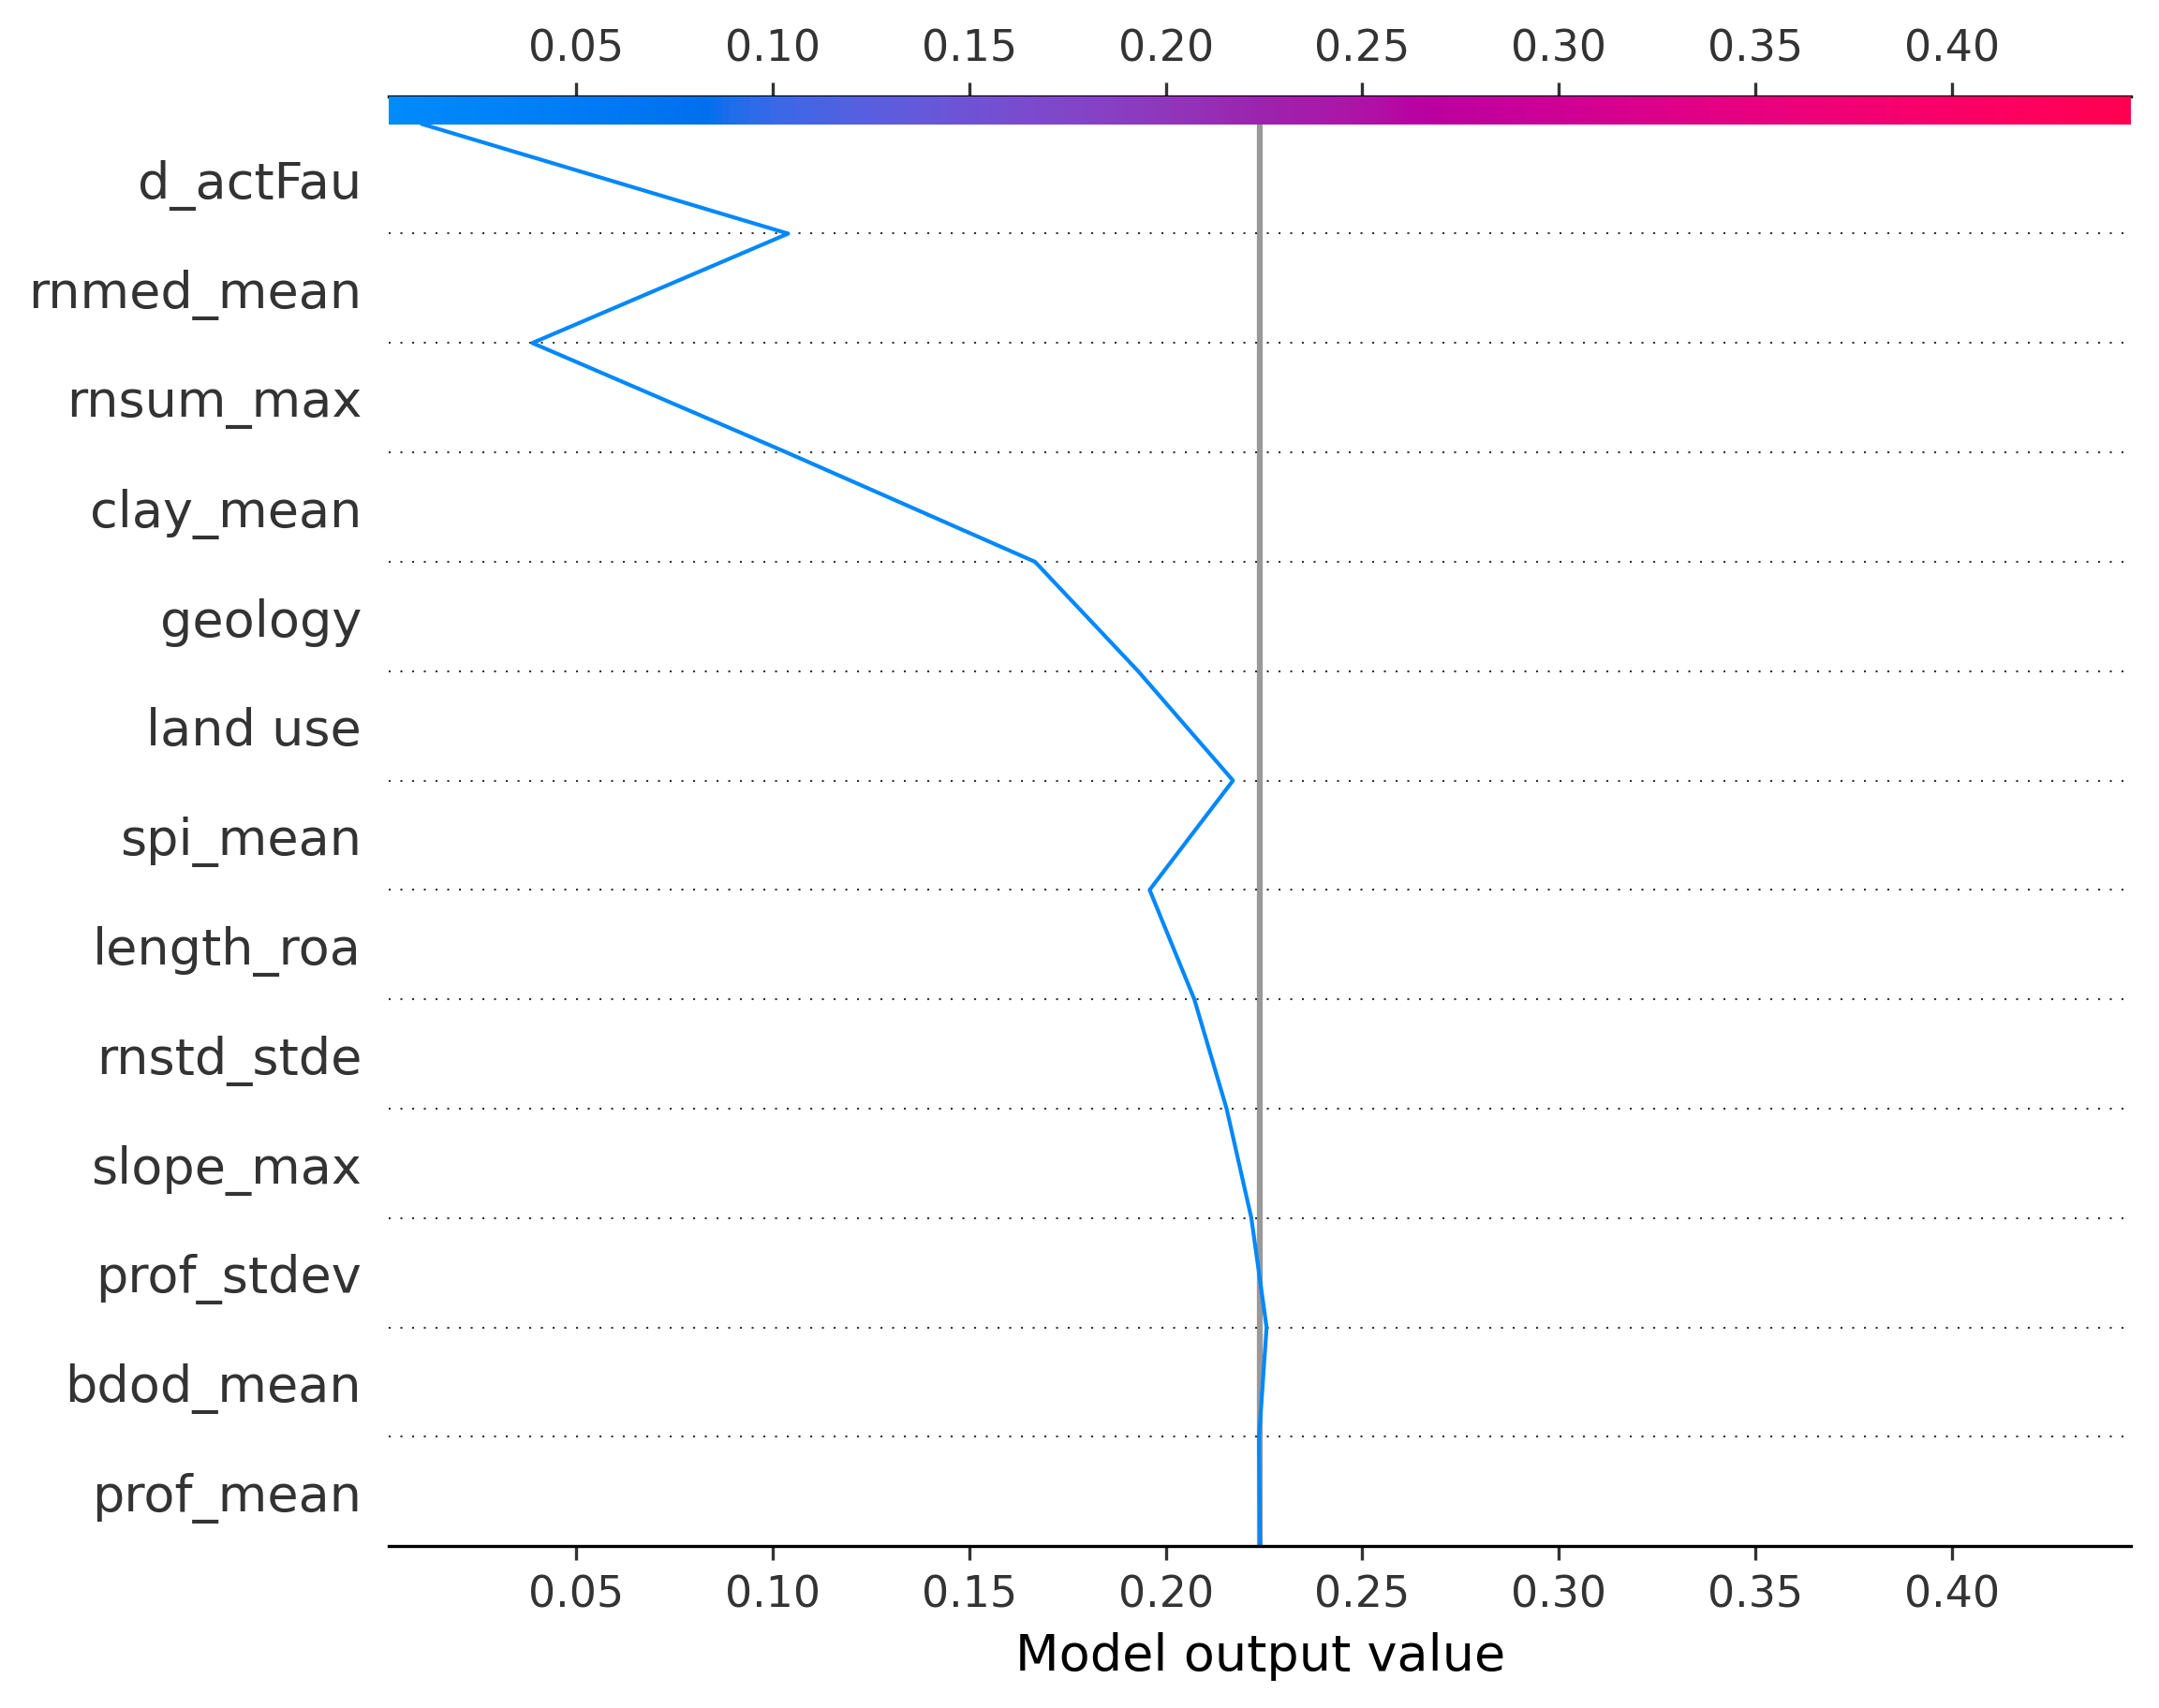 0.05 0.10 0.15 0.20 0.25 0.30 0.35 0.40
d_actFau
rnmed_mean
rnsum_max
clay_mean
geology
land use
spi_mean
length_roa
rnstd_stde
slope_max
prof_stdev
bdod_mean
prof_mean
0.05 0.10 0.15 0.20 0.25 0.30 0.35 0.40
Model output value